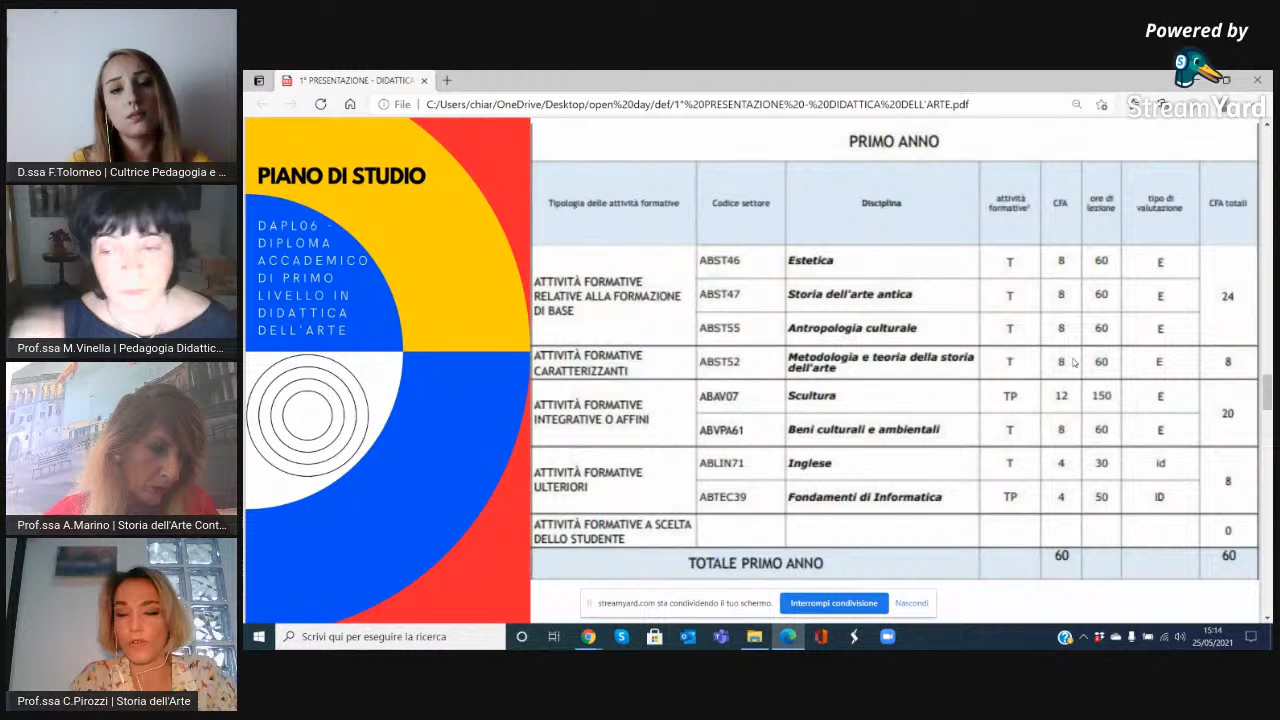 Powered by
StreamYard
D.ssa F.Tolomeo | Cultrice Pedagogia e ...
Prof.ssa M.Vinella | Pedagogia Didattic...
Prof.ssa A.Marino | Storia dell'Arte Cont...
Prof.ssa C.Pirozzi | Storia dell'Arte
1° PRESENTAZIONE - DIDATTICA
File | C:/Users/chiar/OneDrive/Desktop/open%20day/def/1°%20PRESENTAZIONE%20-%20DIDATTICA%20DELL'ARTE.pdf
PIANO DI STUDIO
DAPL06 -
DIPLOMA
ACCADEMICO
DI PRIMO
LIVELLO IN
DIDATTICA
DELL'ARTE
PRIMO ANNO
Tipologia delle attività formative Codice settore Disciplina attività formative¹ CFA ore di lezione tipo di valutazione CFA totali
ATTIVITÀ FORMATIVE RELATIVE ALLA FORMAZIONE DI BASE
ABST46 Estetica T 8 60 E
ABST47 Storia dell'arte antica T 8 60 E 24
ABST55 Antropologia culturale T 8 60 E
ATTIVITÀ FORMATIVE CARATTERIZZANTI ABST52 Metodologia e teoria della storia dell'arte T 8 60 E 8
ATTIVITÀ FORMATIVE INTEGRATIVE O AFFINI
ABAV07 Scultura TP 12 150 E 20
ABVPA61 Beni culturali e ambientali T 8 60 E
ATTIVITÀ FORMATIVE ULTERIORI
ABLIN71 Inglese T 4 30 id 8
ABTEC39 Fondamenti di Informatica TP 4 50 ID
ATTIVITÀ FORMATIVE A SCELTA DELLO STUDENTE 0
TOTALE PRIMO ANNO 60 60
streamyard.com sta condividendo il tuo schermo. Interrompi condivisione Nascondi
Scrivi qui per eseguire la ricerca
15:14
25/05/2021